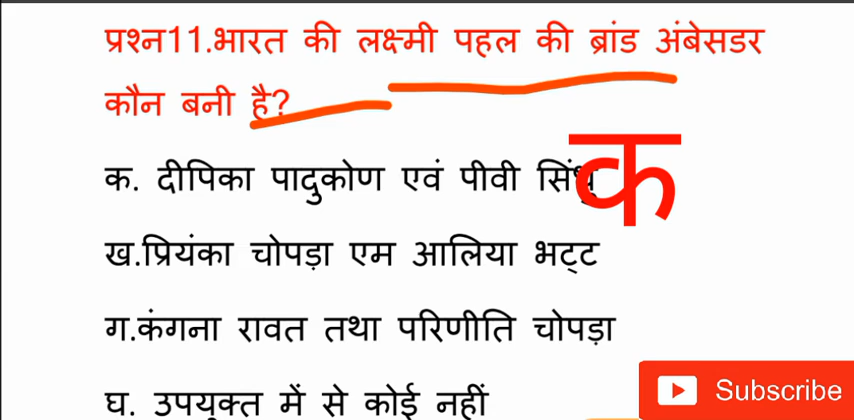 प्रश्न11.भारत की लक्ष्मी पहल की ब्रांड अंबेसडर
कौन बनी है?
क. दीपिका पादुकोण एवं पीवी सिंधु
क
ख.प्रियंका चोपड़ा एम आलिया भट्ट
ग.कंगना रावत तथा परिणीति चोपड़ा
घ. उपयुक्त में से कोई नहीं
Subscribe